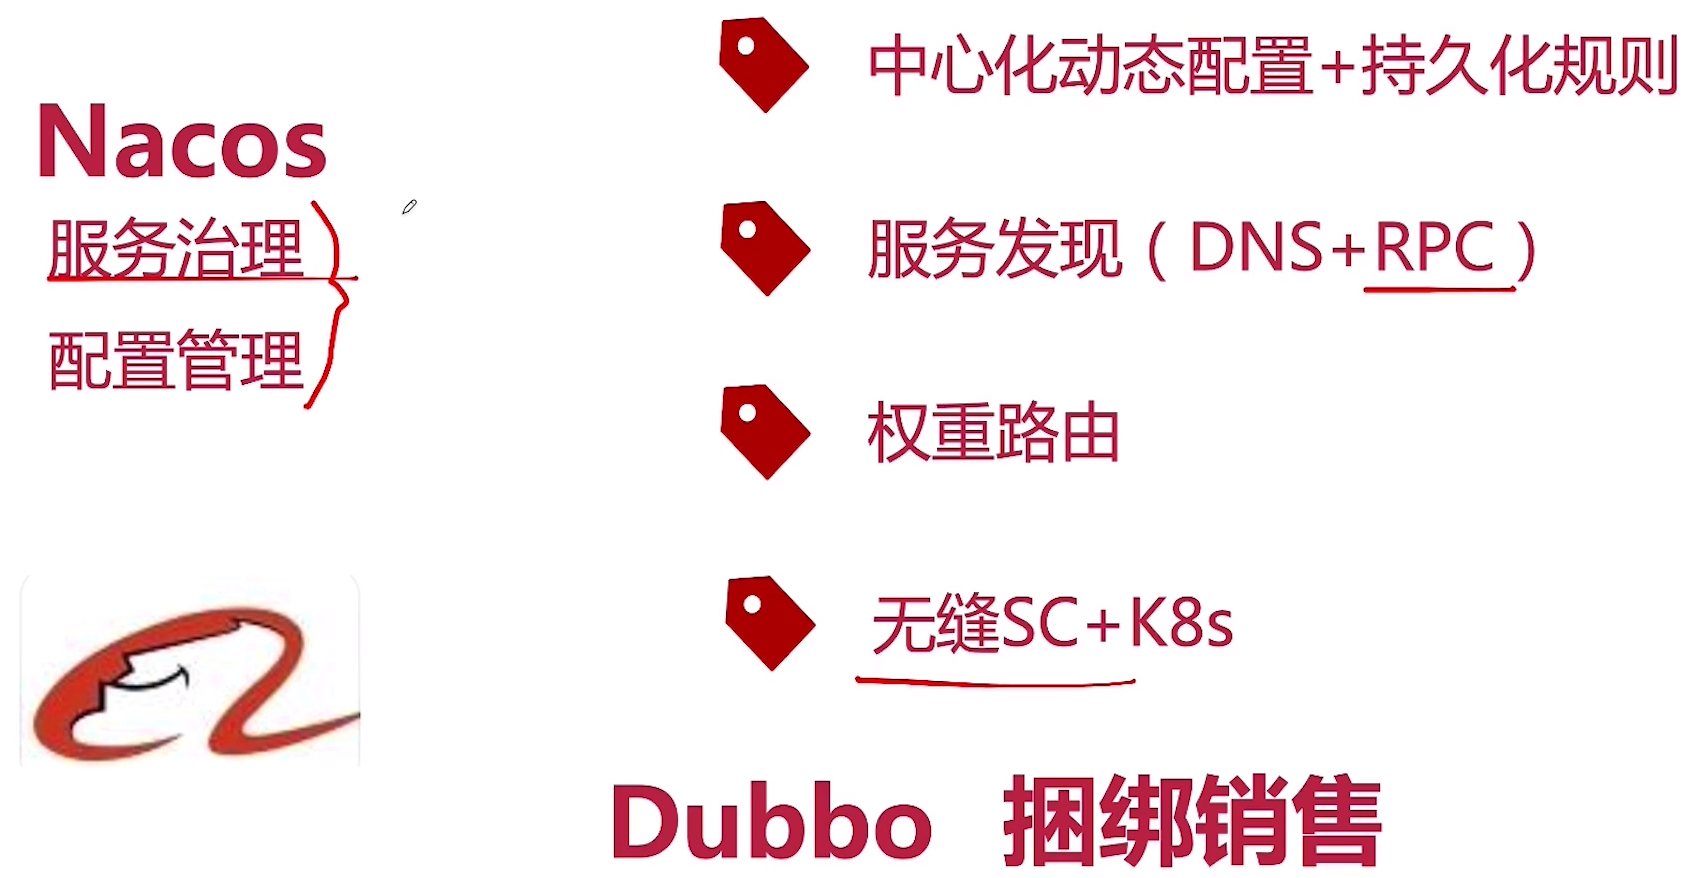 Nacos
服务治理
配置管理
中心化动态配置+持久化规则
服务发现（DNS+RPC）
权重路由
无缝SC+K8s
Dubbo 捆绑销售